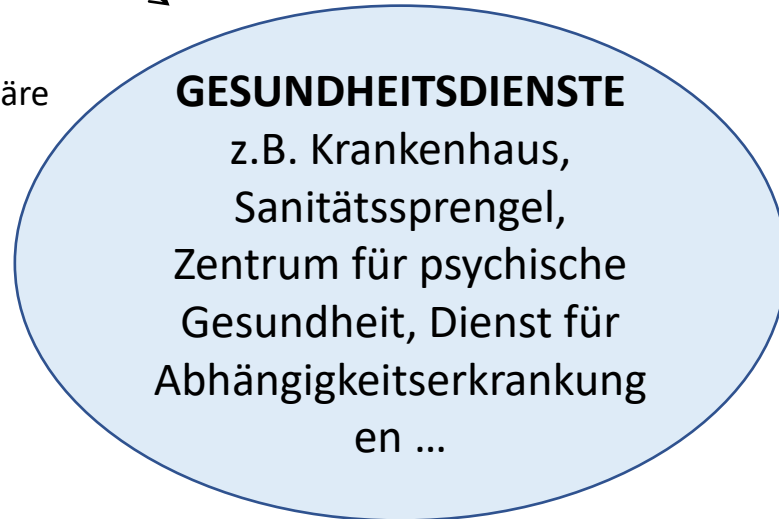 äre
GESUNDHEITSDIENSTE
z.B. Krankenhaus,
Sanitätssprengel,
Zentrum für psychische
Gesundheit, Dienst für
Abhängigkeitserkrankung
en ...